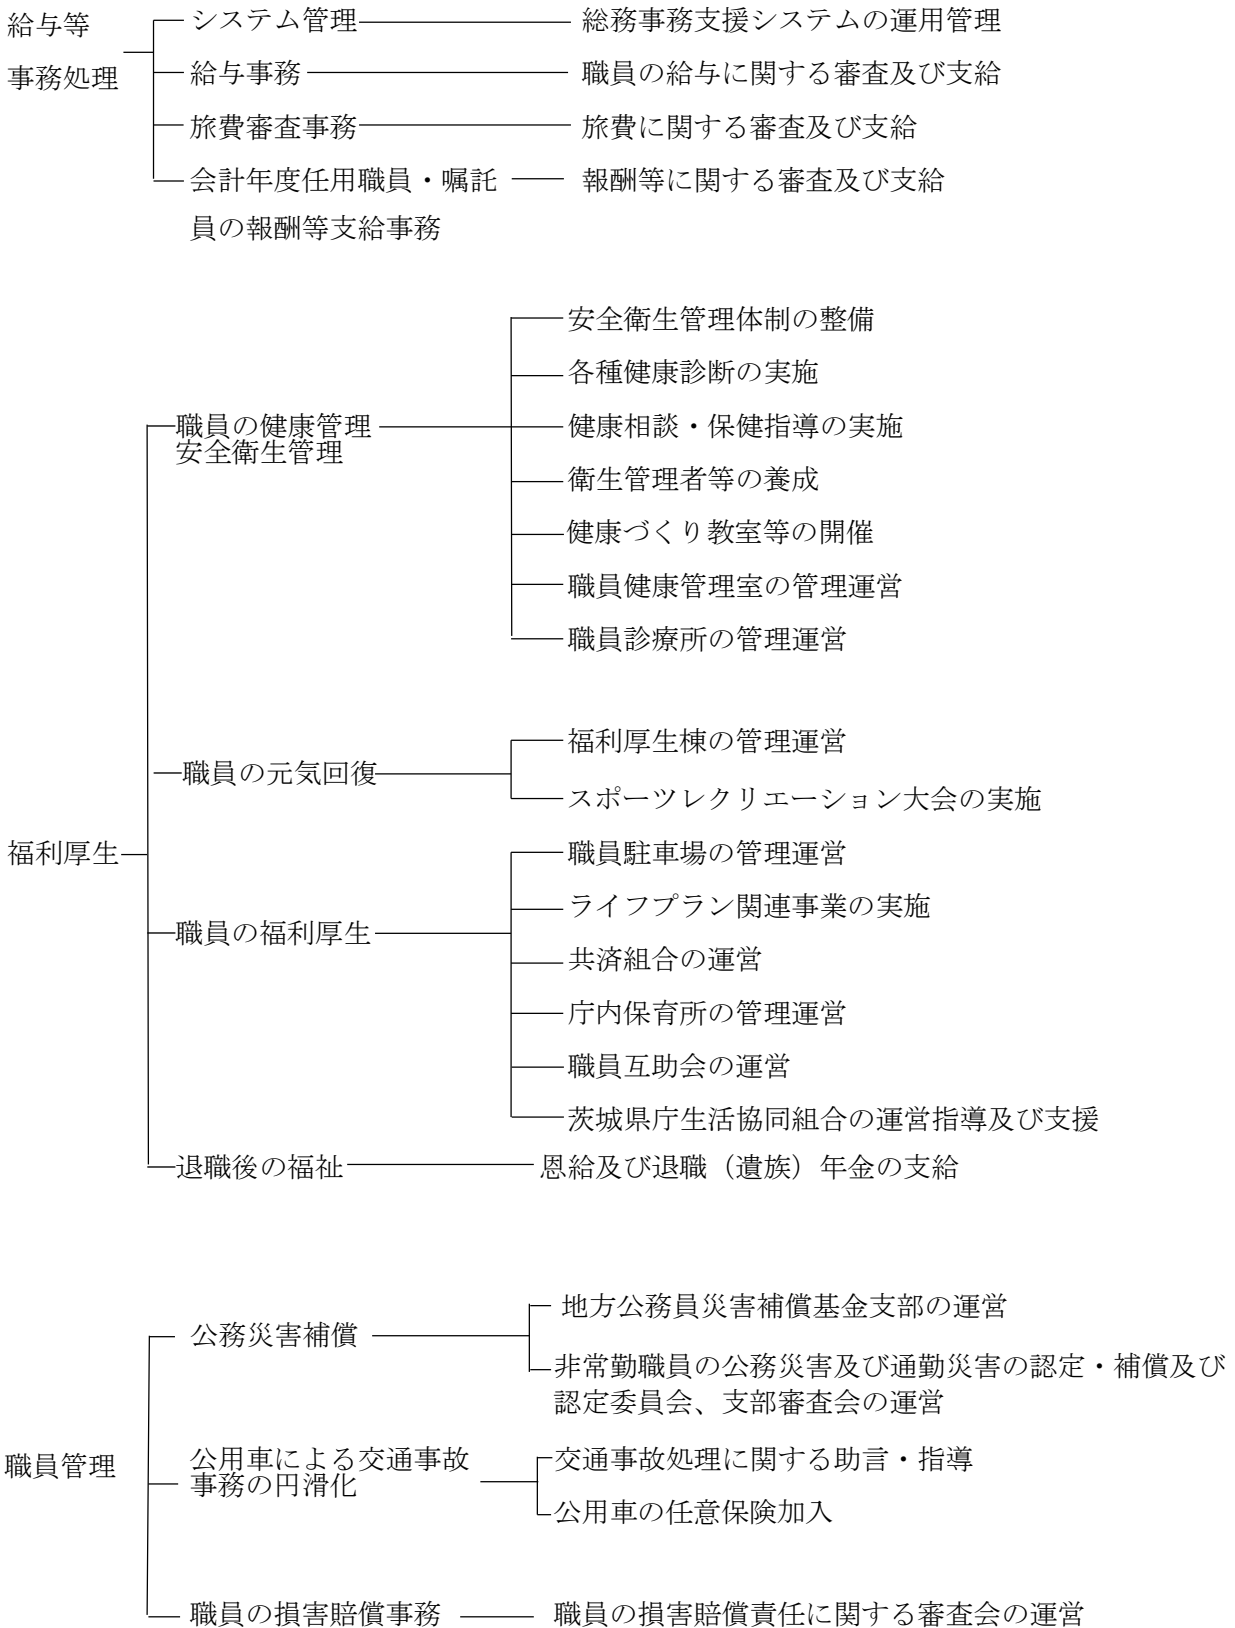 給与等
事務処理
システム管理
総務事務支援システムの運用管理
給与事務
職員の給与に関する審査及び支給
旅費審査事務
旅費に関する審査及び支給
会計年度任用職員・嘱託
員の報酬等支給事務
報酬等に関する審査及び支給
福利厚生
職員の健康管理
安全衛生管理
安全衛生管理体制の整備
各種健康診断の実施
健康相談・保健指導の実施
衛生管理者等の養成
健康づくり教室等の開催
職員健康管理室の管理運営
職員診療所の管理運営
職員の元気回復
福利厚生棟の管理運営
スポーツレクリエーション大会の実施
職員の福利厚生
職員駐車場の管理運営
ライフプラン関連事業の実施
共済組合の運営
庁内保育所の管理運営
職員互助会の運営
茨城県庁生活協同組合の運営指導及び支援
退職後の福祉
恩給及び退職（遺族）年金の支給
職員管理
公務災害補償
地方公務員災害補償基金支部の運営
非常勤職員の公務災害及び通勤災害の認定・補償及び
認定委員会、支部審査会の運営
公用車による交通事故
事務の円滑化
交通事故処理に関する助言・指導
公用車の任意保険加入
職員の損害賠償事務
職員の損害賠償責任に関する審査会の運営